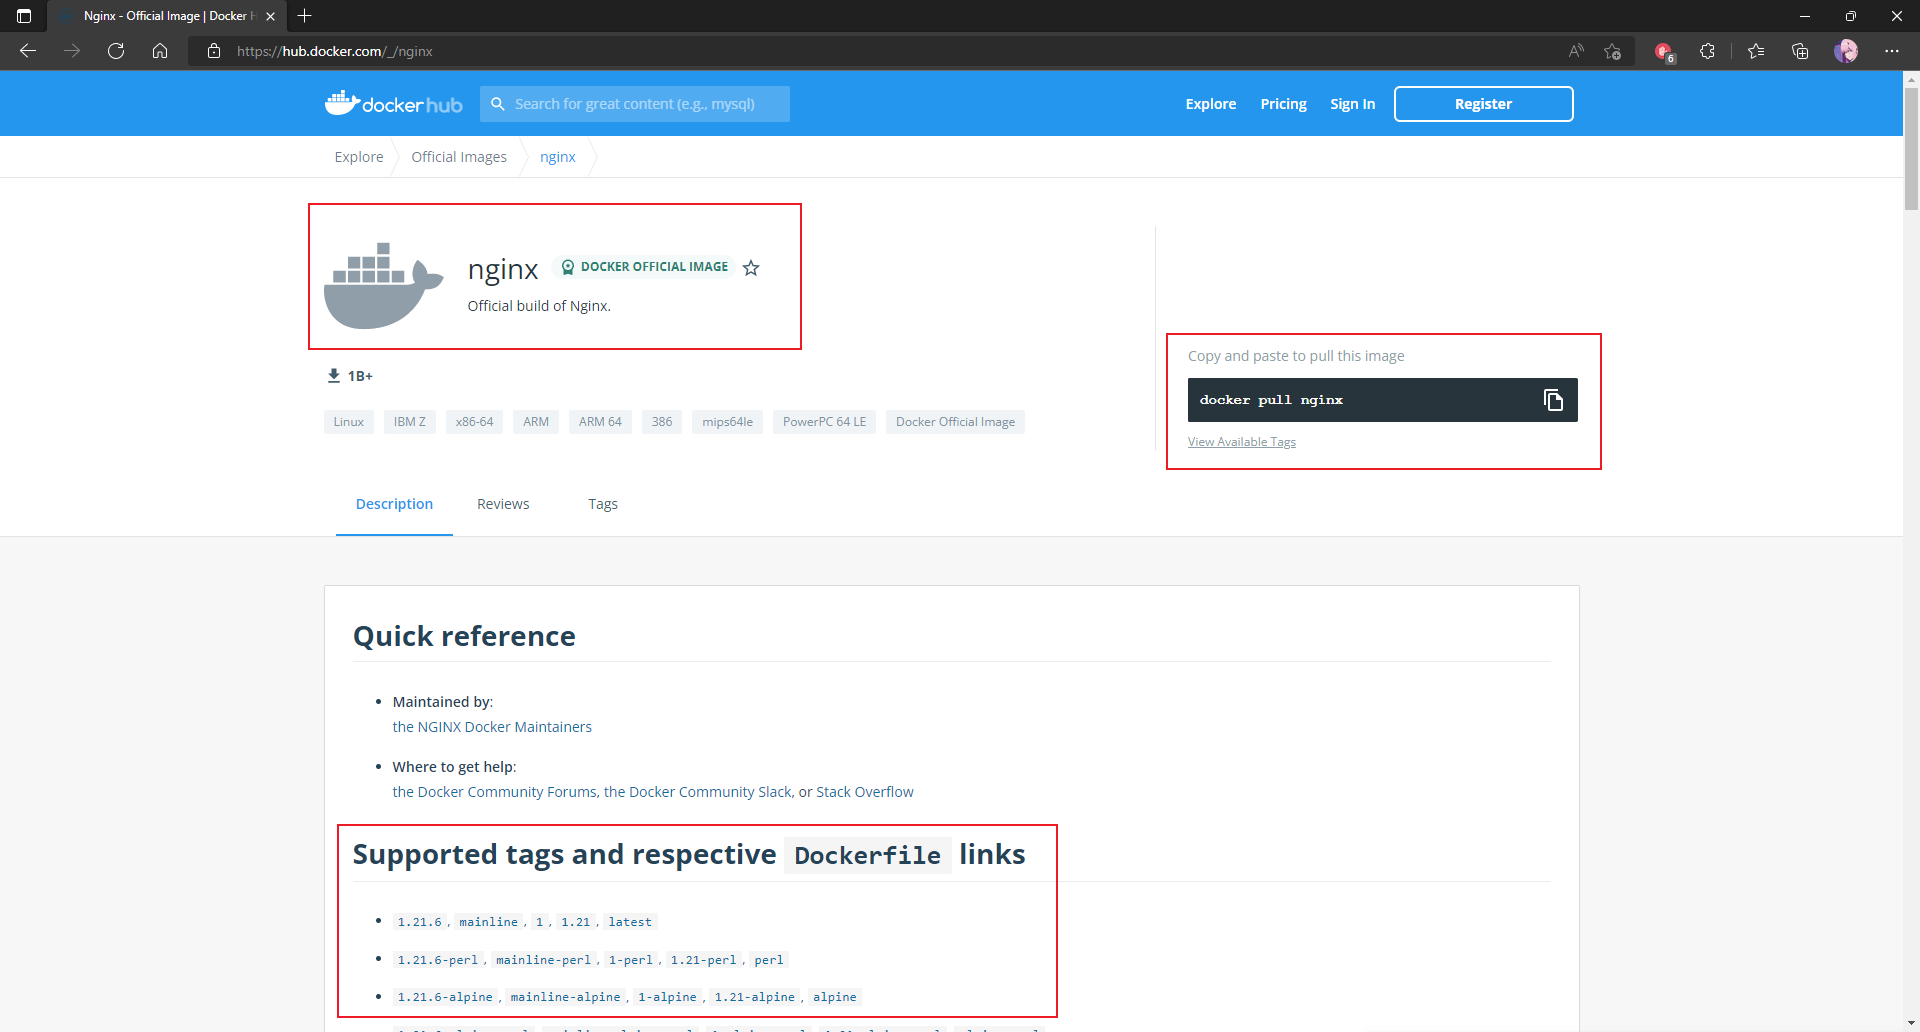 Nginx - Official Image | Docker H
https://hub.docker.com/_/nginx
6
docker hub
Search for great content (e.g., mysql)
Explore
Pricing
Sign In
Register
Explore
Official Images
nginx
nginx
DOCKER OFFICIAL IMAGE
Official build of Nginx.
1B+
Copy and paste to pull this image
docker pull nginx
View Available Tags
Linux
IBM Z
x86-64
ARM
ARM 64
386
mips64le
PowerPC 64 LE
Docker Official Image
Description
Reviews
Tags
Quick reference
• Maintained by:
the NGINX Docker Maintainers
• Where to get help:
the Docker Community Forums, the Docker Community Slack, or Stack Overflow
Supported tags and respective Dockerfile links
• 1.21.6, mainline, 1, 1.21, latest
• 1.21.6-perl, mainline-perl, 1-perl, 1.21-perl, perl
• 1.21.6-alpine, mainline-alpine, 1-alpine, 1.21-alpine, alpine